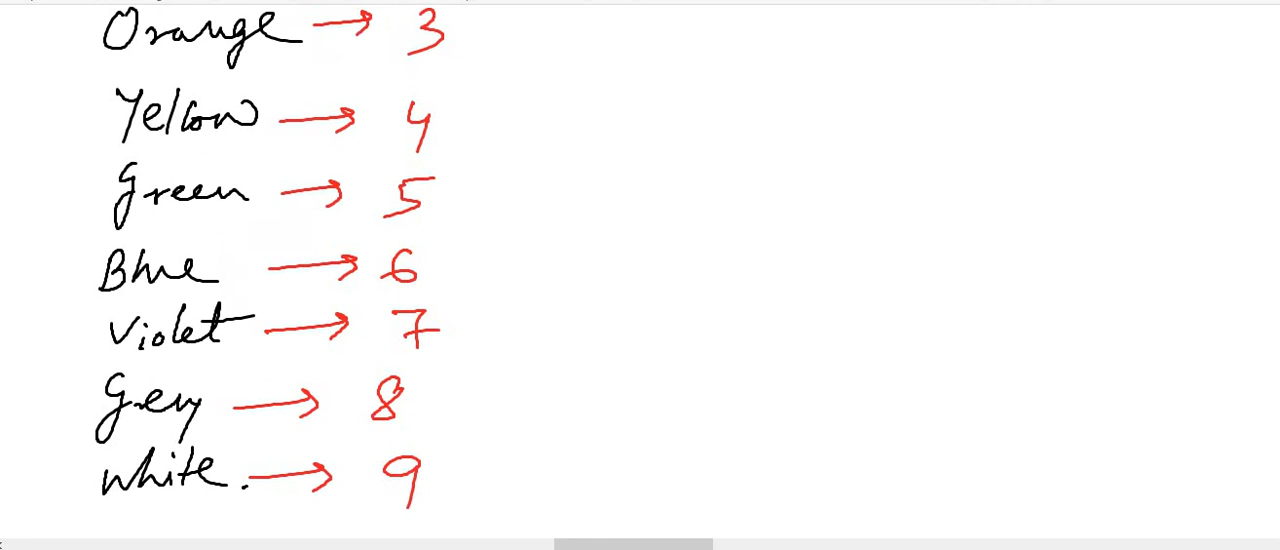 Orange → 3
Yellow → 4
Green → 5
Blue → 6
Violet → 7
Grey → 8
White. → 9